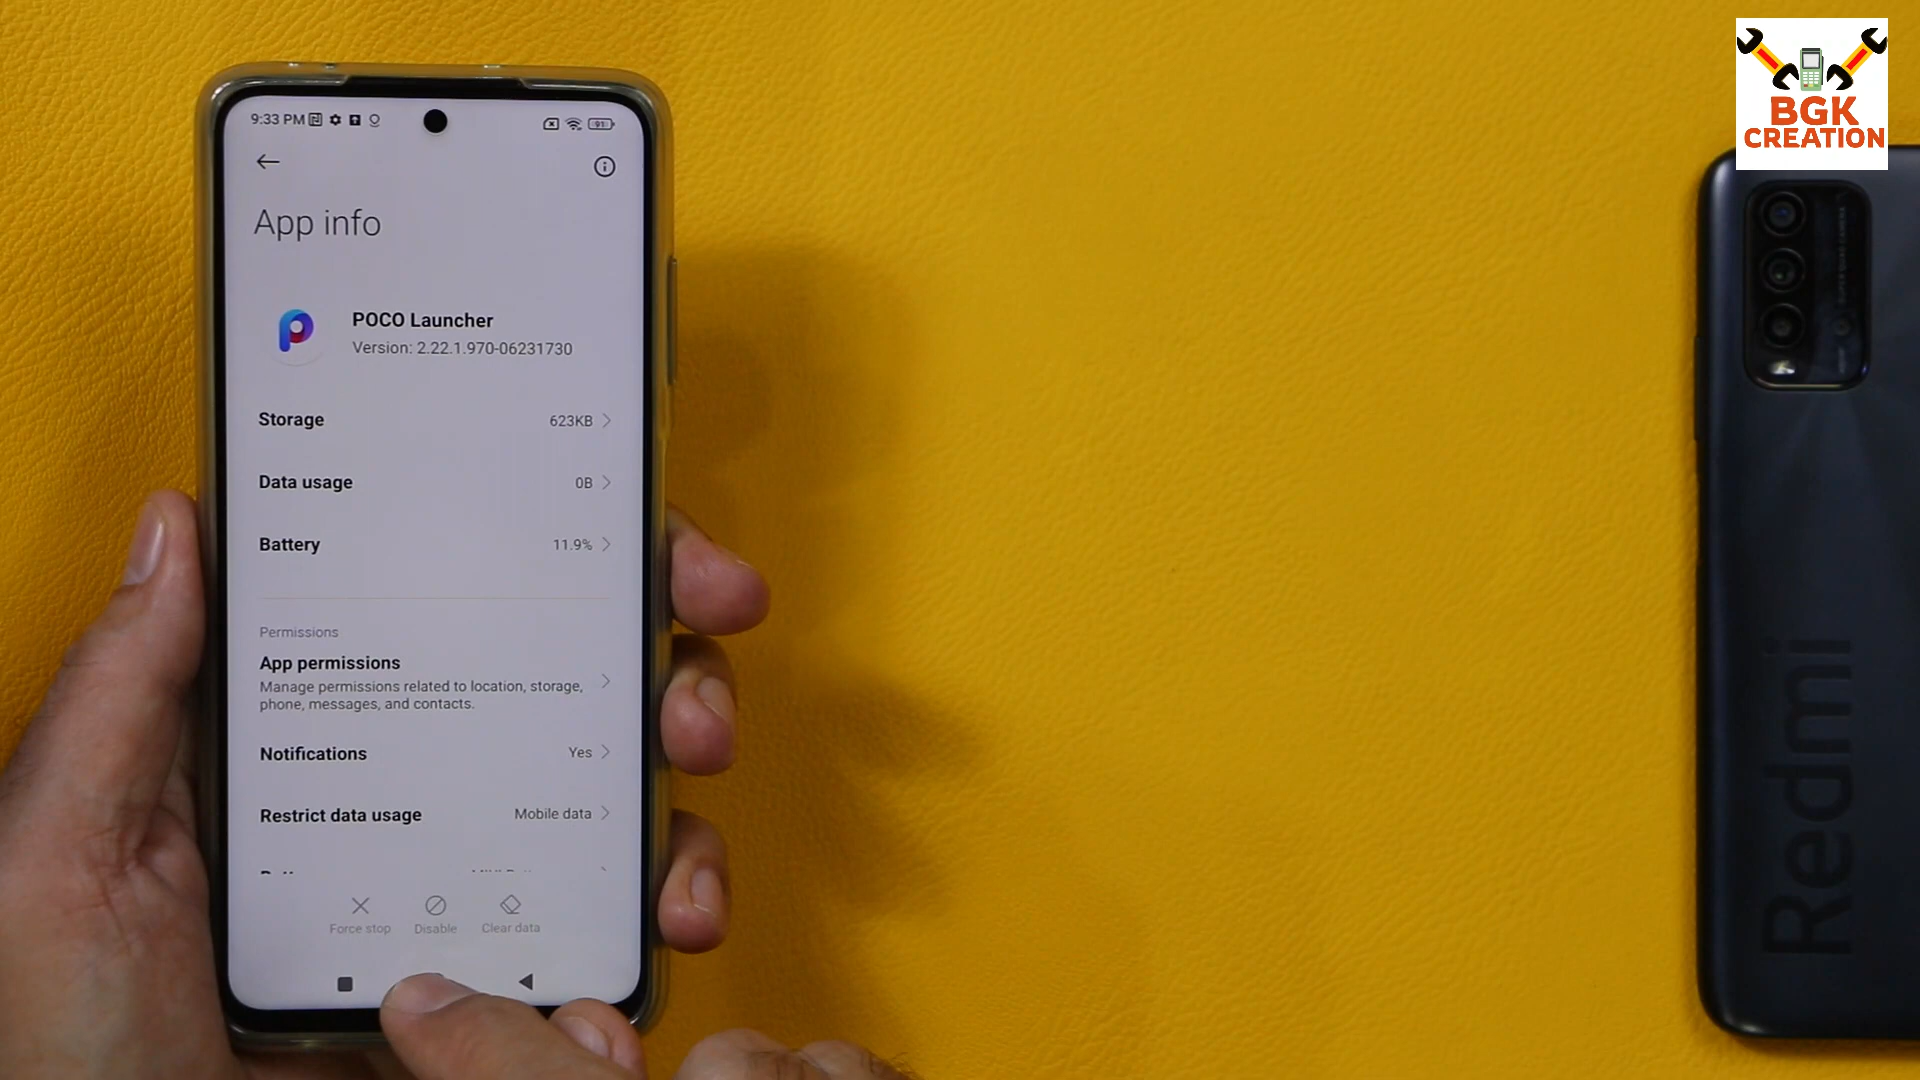 9:33 PM
91
App info
POCO Launcher
Version: 2.22.1.970-06231730
Storage 623KB
Data usage 0B
Battery 11.9%
Permissions
App permissions
Manage permissions related to location, storage,
phone, messages, and contacts.
Notifications Yes
Restrict data usage Mobile data
Force stop Disable Clear data
BGK
CREATION
Redmi